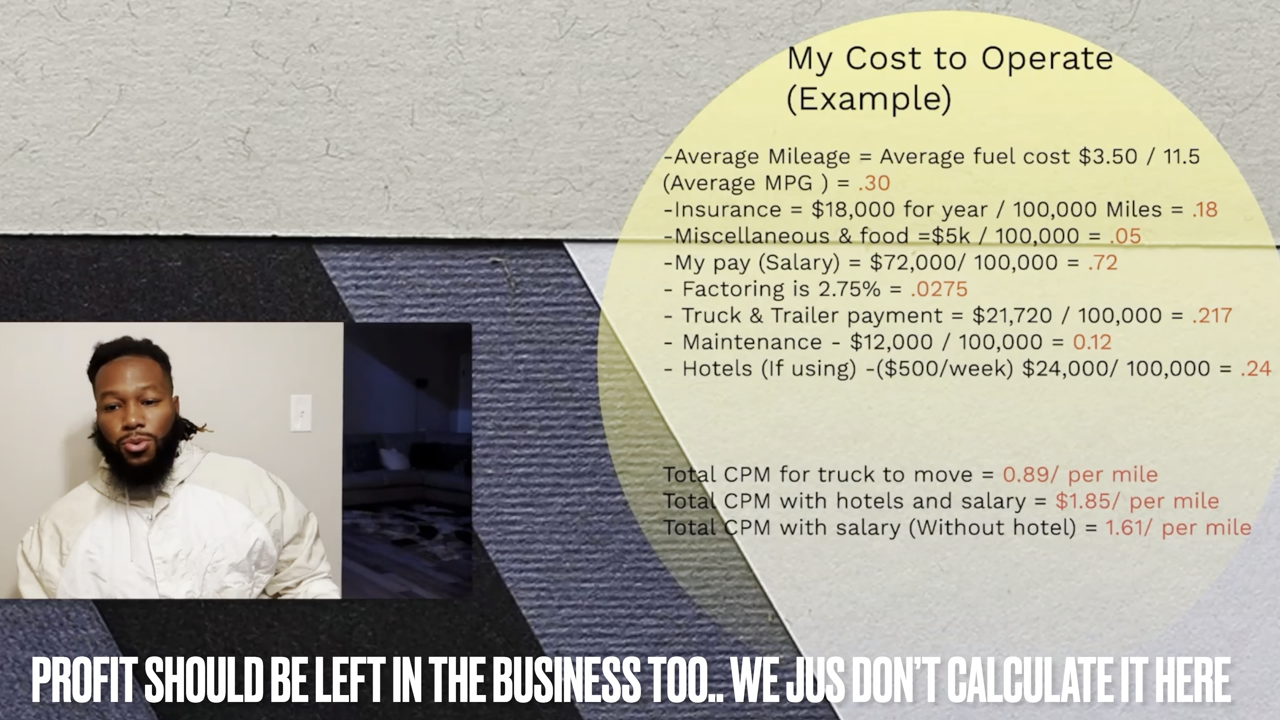 My Cost to Operate
(Example)
-Average Mileage = Average fuel cost $3.50 / 11.5
(Average MPG ) = .30
-Insurance = $18,000 for year / 100,000 Miles = .18
-Miscellaneous & food =$5k / 100,000 = .05
-My pay (Salary) = $72,000/ 100,000 = .72
- Factoring is 2.75% = .0275
- Truck & Trailer payment = $21,720 / 100,000 = .217
- Maintenance - $12,000 / 100,000 = 0.12
- Hotels (If using) -($500/week) $24,000/ 100,000 = .24
Total CPM for truck to move = 0.89/ per mile
Total CPM with hotels and salary = $1.85/ per mile
Total CPM with salary (Without hotel) = 1.61/ per mile
PROFIT SHOULD BE LEFT IN THE BUSINESS TOO.. WE JUS DON'T CALCULATE IT HERE